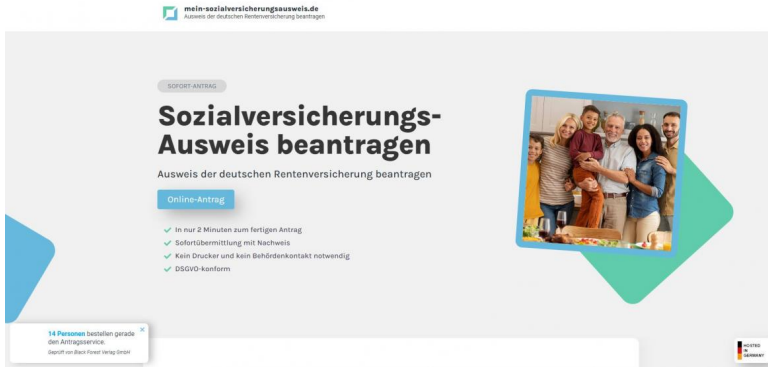 mein-sozialversicherungsausweis.de
Ausweis der deutschen Rentenversicherung beantragen
SOFORT-ANTRAG
Sozialversicherungs-
Ausweis beantragen
Ausweis der deutschen Rentenversicherung beantragen
Online-Antrag
In nur 2 Minuten zum fertigen Antrag
Sofortübermittlung mit Nachweis
Kein Drucker und kein Behördenkontakt notwendig
DSGVO-konform
14 Personen bestellen gerade
den Antragsservice.
Geprüft von Black Forest Verlag GmbH
HOSTED
IN
GERMANY